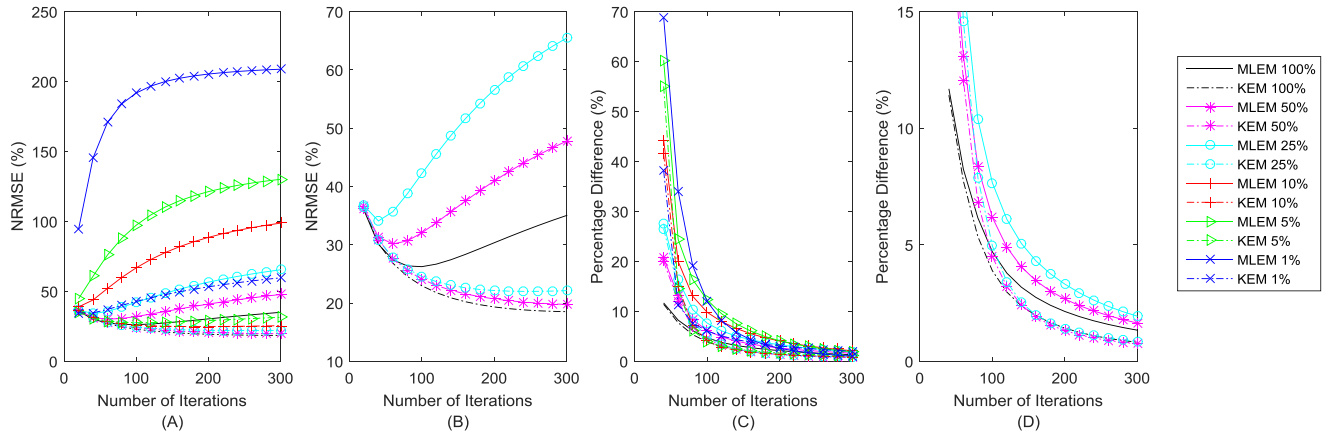 250
200
150
100
50
0
NRMSE (%)
0 100 200 300
Number of Iterations
(A)
70
60
50
40
30
20
10
NRMSE (%)
0 100 200 300
Number of Iterations
(B)
70
60
50
40
30
20
10
0
Percentage Difference (%)
0 100 200 300
Number of Iterations
(C)
15
10
5
0
Percentage Difference (%)
0 100 200 300
Number of Iterations
(D)
MLEM 100%
KEM 100%
MLEM 50%
KEM 50%
MLEM 25%
KEM 25%
MLEM 10%
KEM 10%
MLEM 5%
KEM 5%
MLEM 1%
KEM 1%